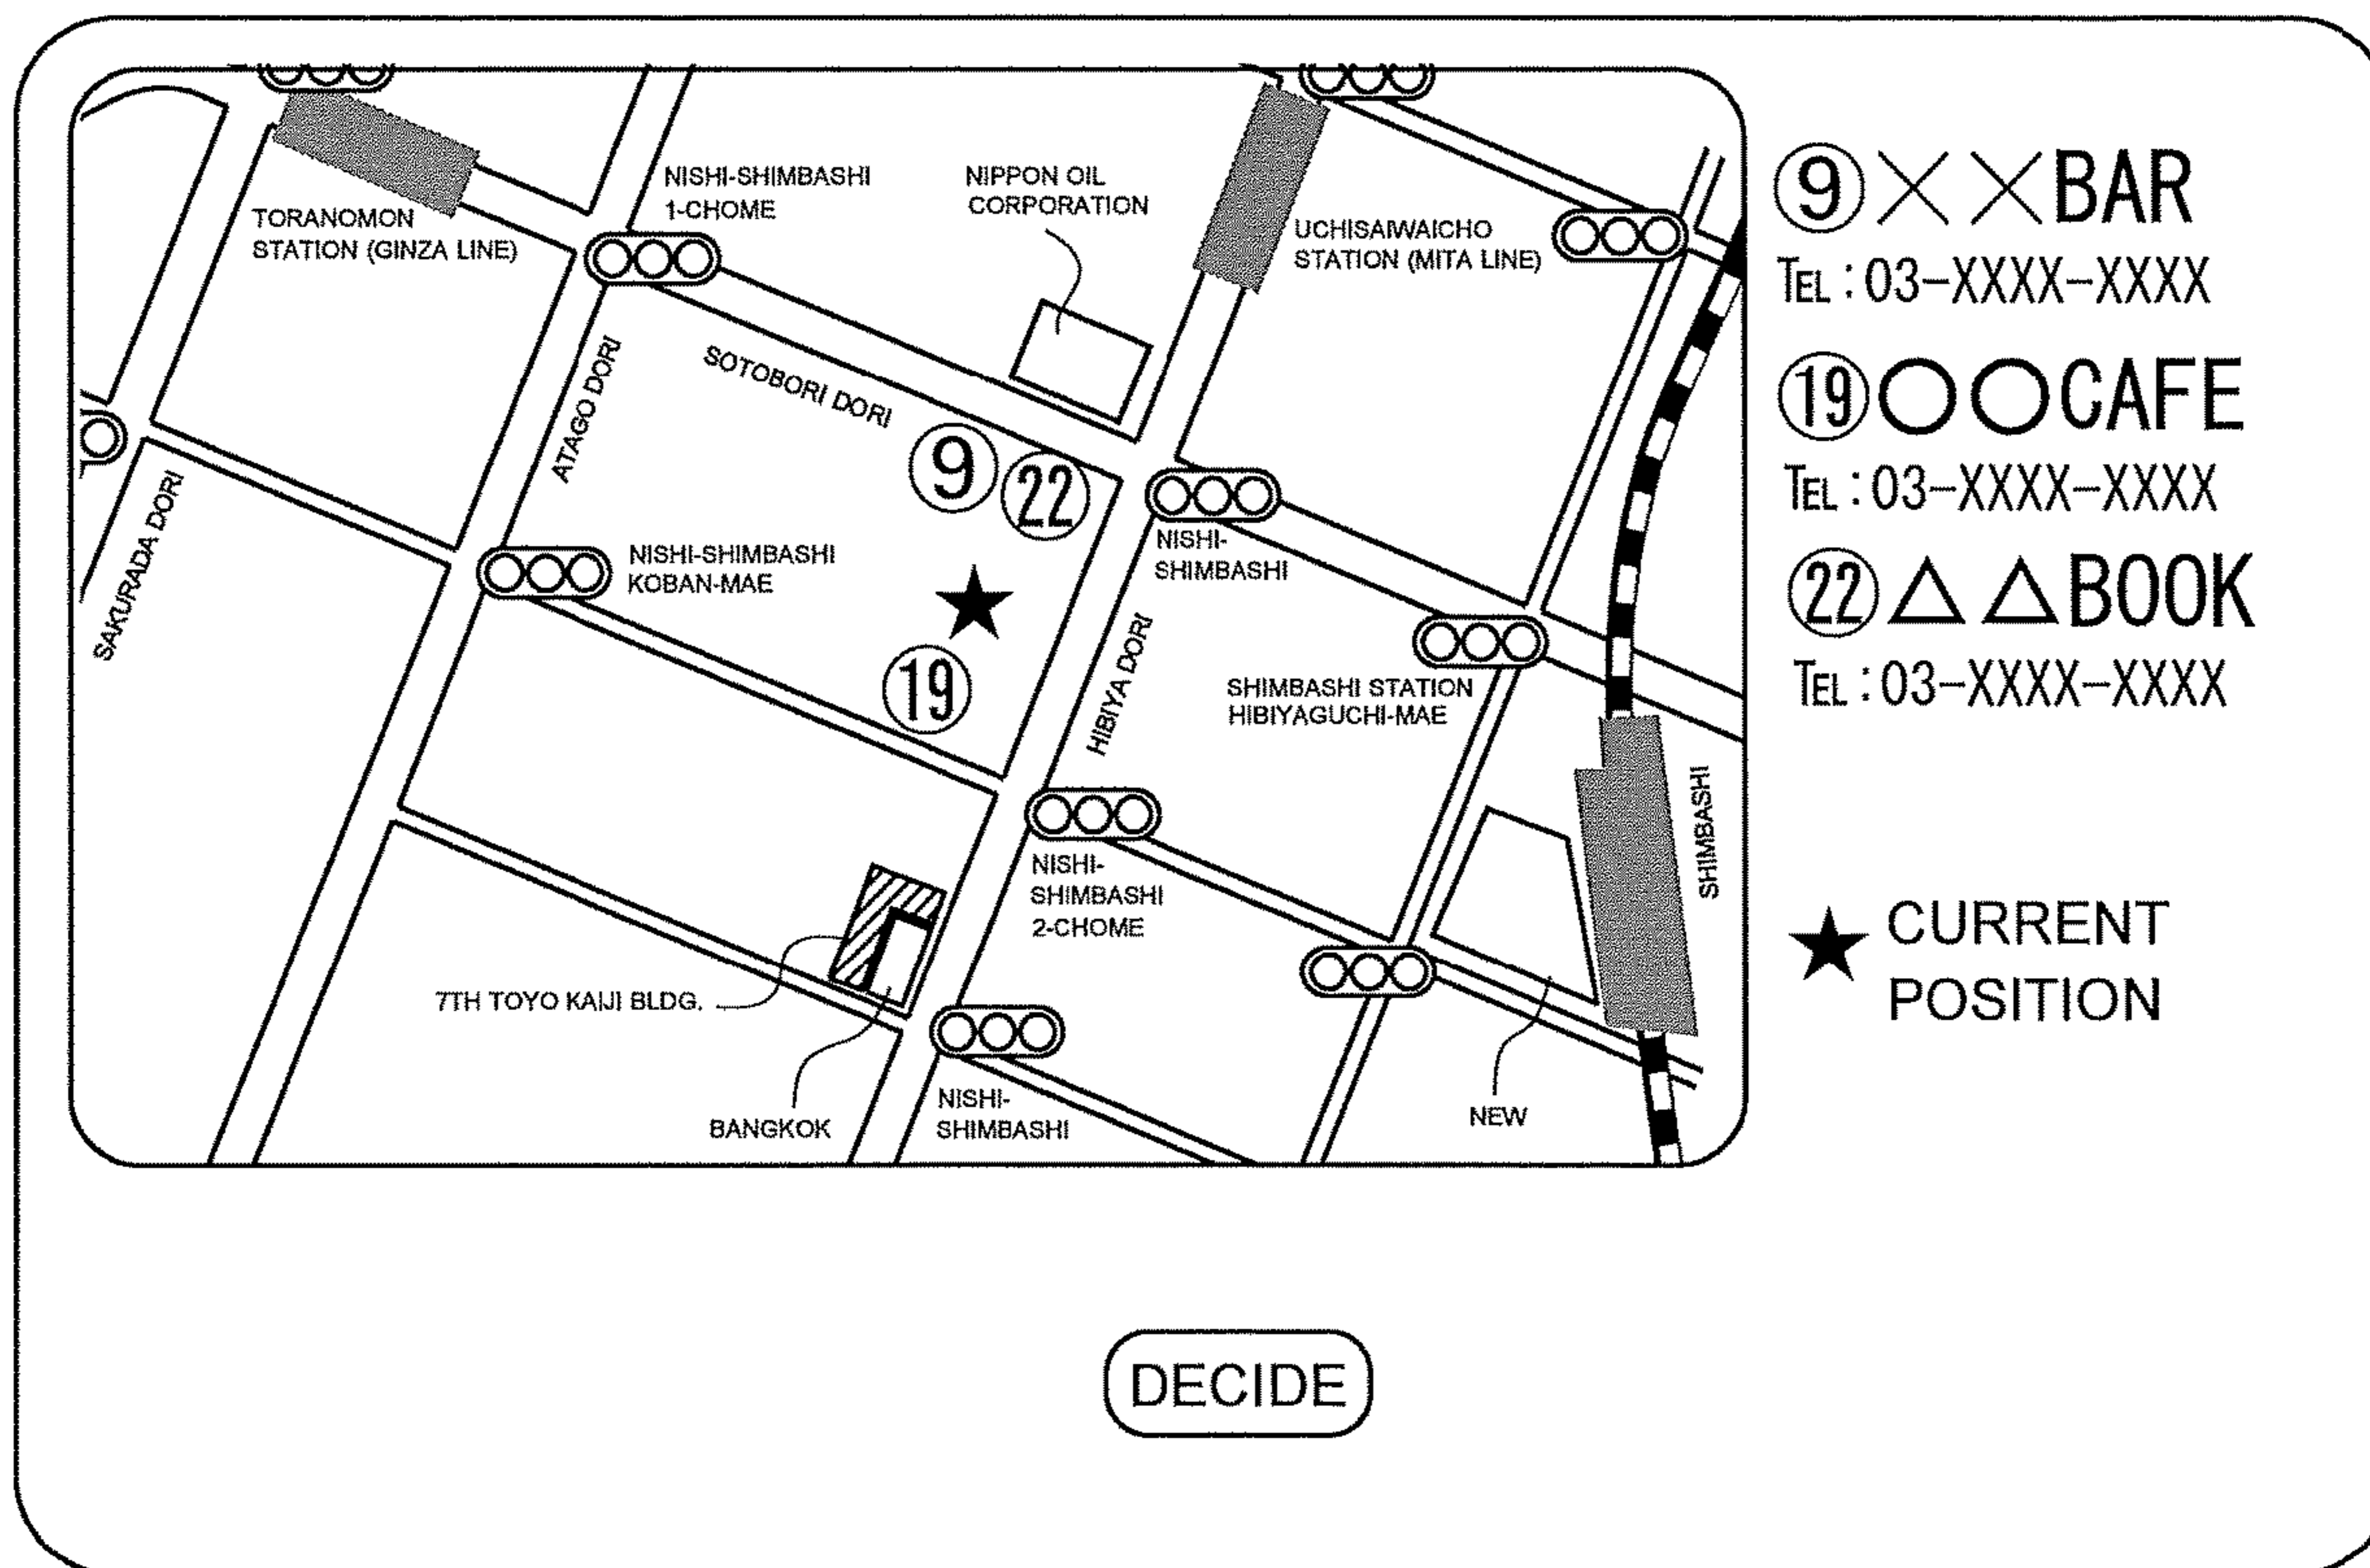 NISHI-SHIMBASHI
1-CHOME
NIPPON OIL
CORPORATION
TORANOMON
STATION (GINZA LINE)
UCHISAIWAICHO
STATION (MITA LINE)
ATAGO DORI
SOTOBORI DORI
SAKURADA DORI
9
22
NISHI-SHIMBASHI
KOBAN-MAE
NISHI-
SHIMBASHI
★
19
HIBIYA DORI
SHIMBASHI STATION
HIBIYAGUCHI-MAE
SHIMBASHI
NISHI-
SHIMBASHI
2-CHOME
7TH TOYO KAIJI BLDG.
BANGKOK
NISHI-
SHIMBASHI
NEW
⑨××BAR
TEL:03-XXXX-XXXX
⑲○○CAFE
TEL:03-XXXX-XXXX
㉒△△BOOK
TEL:03-XXXX-XXXX
★ CURRENT
POSITION
DECIDE